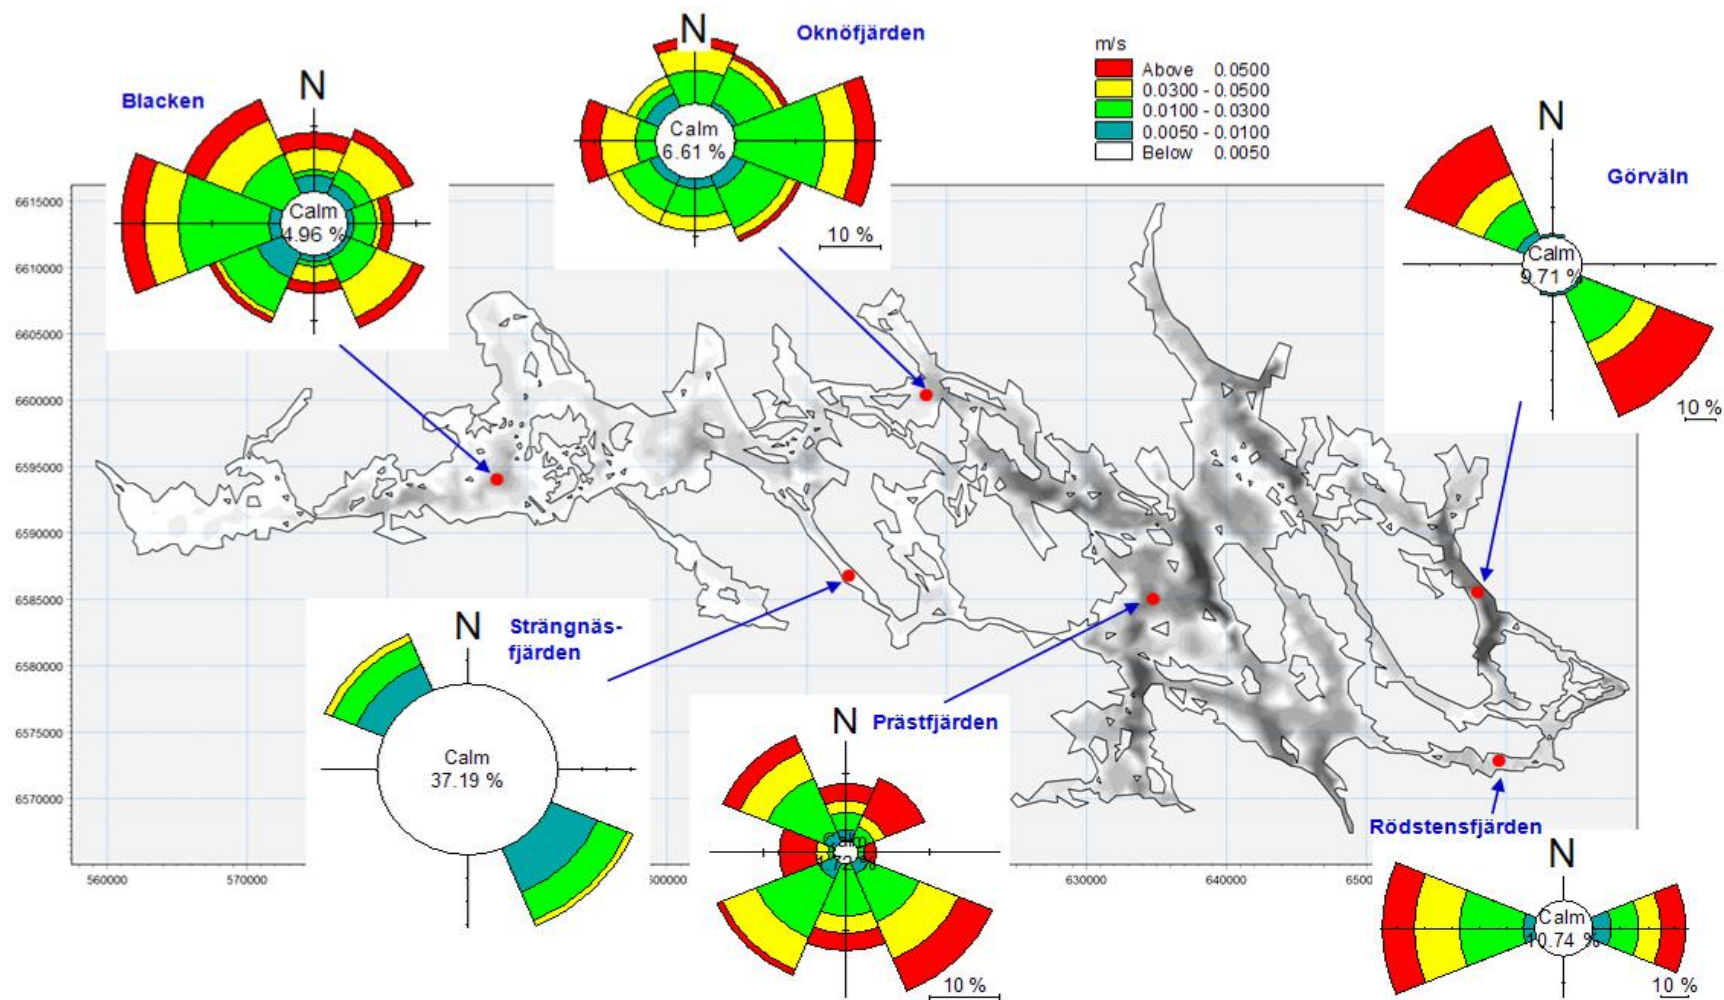 N
Oknöfjärden
m/s
Above 0.0500
0.0300 - 0.0500
0.0100 - 0.0300
0.0050 - 0.0100
Below 0.0050
N
Blacken
N
Calm
6.61 %
Görväln
Calm
4.96 %
10 %
Calm
9.71 %
10 %
6615000
6610000
6605000
6600000
6595000
6590000
6585000
6580000
6575000
6570000
N
Strängnäs-
fjärden
Calm
37.19 %
N
Prästfjärden
Calm
10 %
Rödstensfjärden
N
Calm
10.74 %
10 %
560000
570000
630000
640000